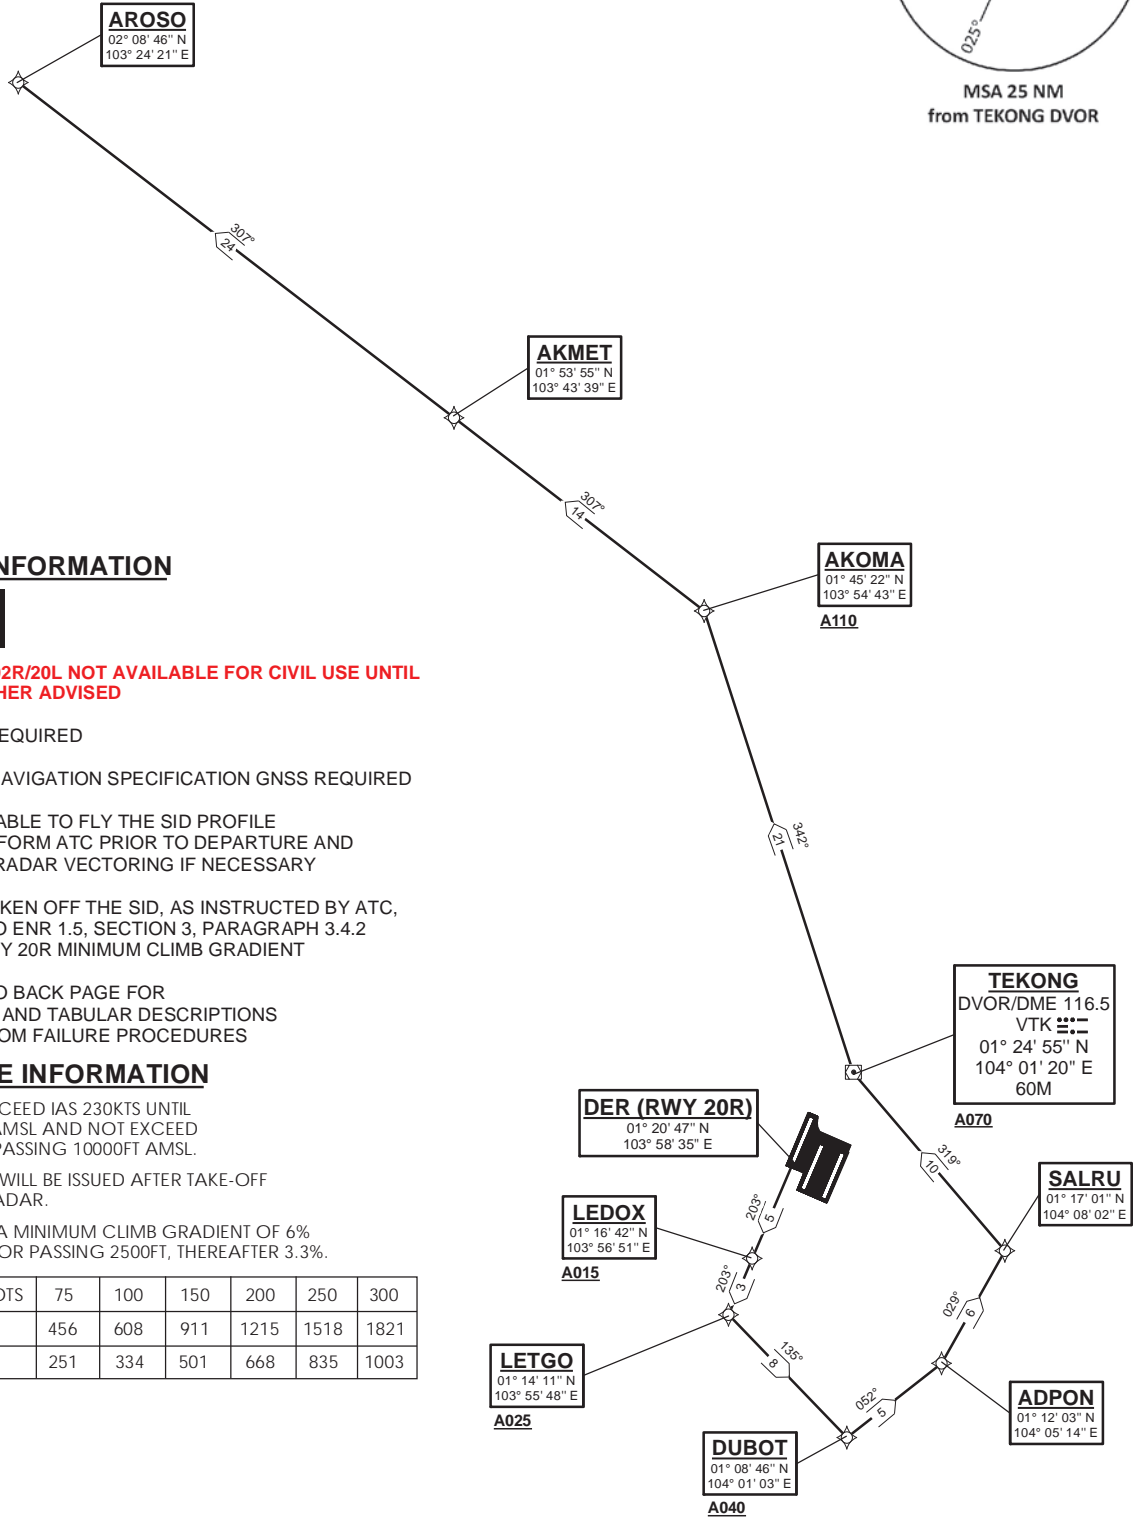 AROSO
02° 08' 46" N
103° 24' 21" E
025°
MSA 25 NM
from TEKONG DVOR
307°
24
AKMET
01° 53' 55" N
103° 43' 39" E
307°
14
AKOMA
01° 45' 22" N
103° 54' 43" E
A110
NFORMATION
02R/20L NOT AVAILABLE FOR CIVIL USE UNTIL
HER ADVISED
EQUIRED
AVIGATION SPECIFICATION GNSS REQUIRED
ABLE TO FLY THE SID PROFILE
FORM ATC PRIOR TO DEPARTURE AND
RADAR VECTORING IF NECESSARY
KEN OFF THE SID, AS INSTRUCTED BY ATC,
O ENR 1.5, SECTION 3, PARAGRAPH 3.4.2
Y 20R MINIMUM CLIMB GRADIENT
O BACK PAGE FOR
AND TABULAR DESCRIPTIONS
OM FAILURE PROCEDURES
E INFORMATION
CEED IAS 230KTS UNTIL
AMSL AND NOT EXCEED
PASSING 10000FT AMSL.
WILL BE ISSUED AFTER TAKE-OFF
ADAR.
A MINIMUM CLIMB GRADIENT OF 6%
OR PASSING 2500FT, THEREAFTER 3.3%.
OTS 75 100 150 200 250 300
456 608 911 1215 1518 1821
251 334 501 668 835 1003
342°
21
TEKONG
DVOR/DME 116.5
VTK
01° 24' 55" N
104° 01' 20" E
60M
A070
DER (RWY 20R)
01° 20' 47" N
103° 58' 35" E
319°
10
SALRU
01° 17' 01" N
104° 08' 02" E
203°
5
LEDOX
01° 16' 42" N
103° 56' 51" E
A015
203°
3
029°
6
LETGO
01° 14' 11" N
103° 55' 48" E
A025
135°
8
052°
5
ADPON
01° 12' 03" N
104° 05' 14" E
DUBOT
01° 08' 46" N
104° 01' 03" E
A040